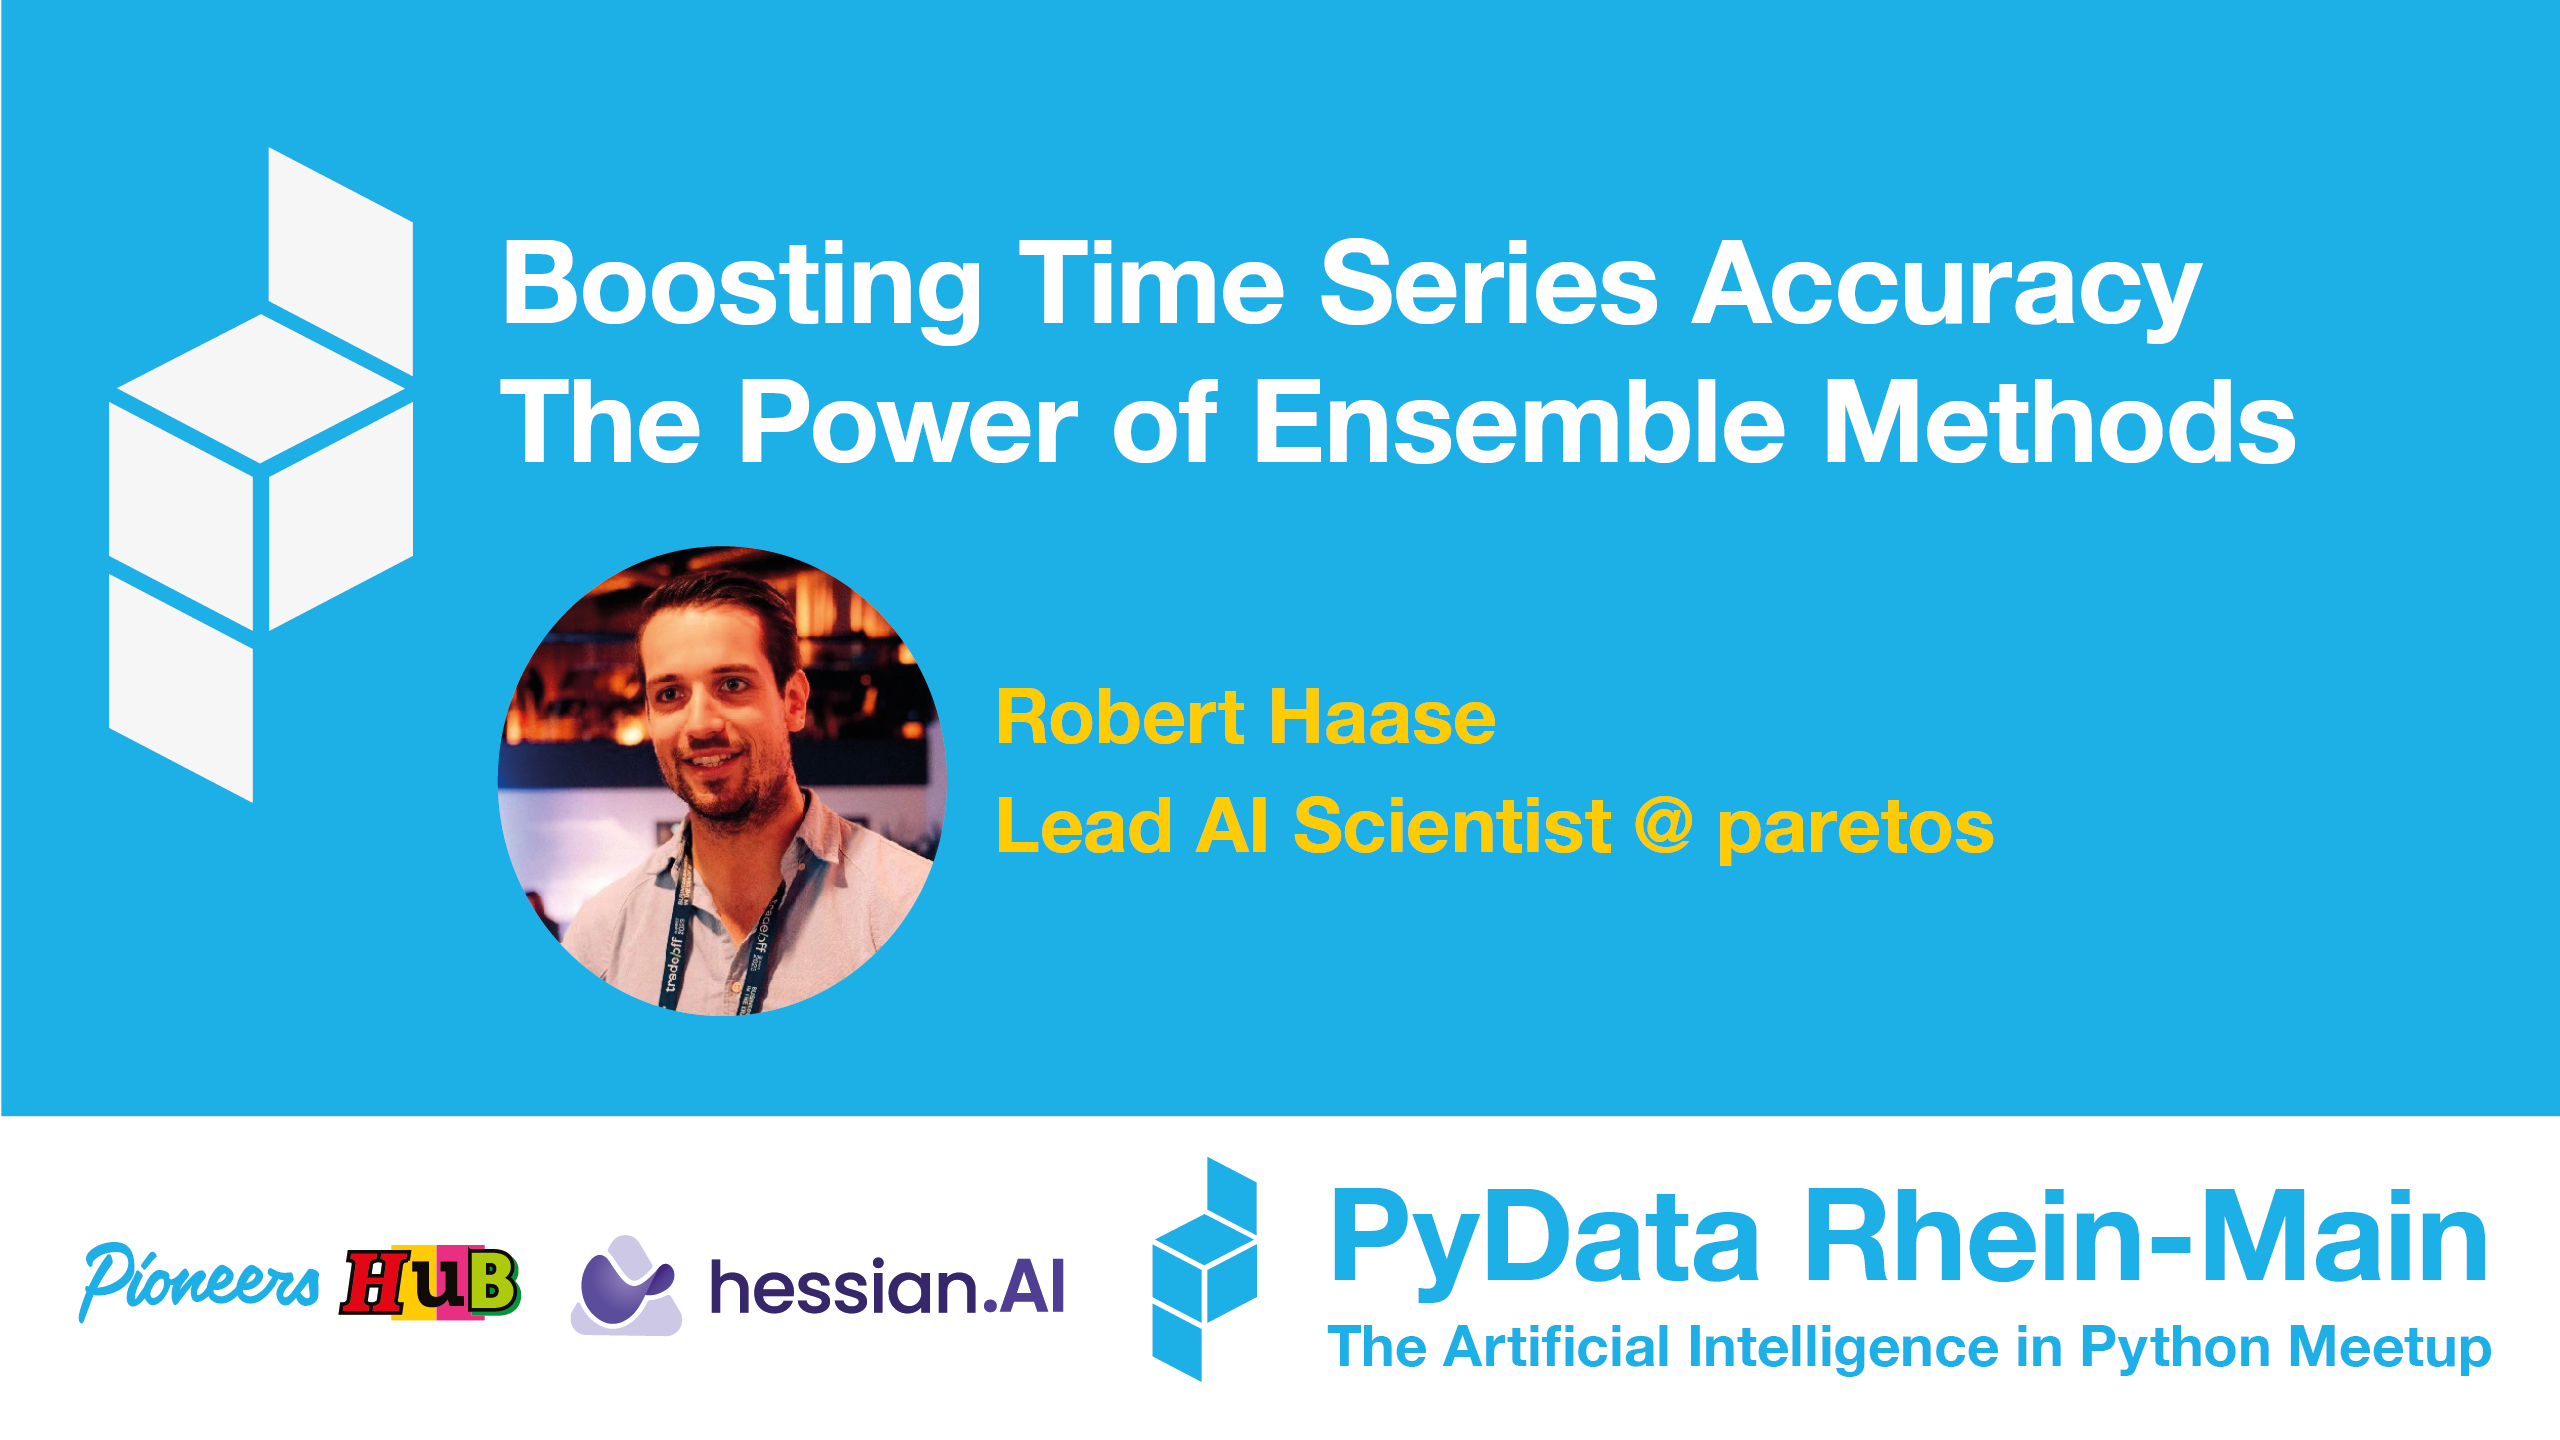 Boosting Time Series Accuracy
The Power of Ensemble Methods
Robert Haase
Lead AI Scientist @ paretos
Pioneers HuB
hessian.AI
PyData Rhein-Main
The Artificial Intelligence in Python Meetup